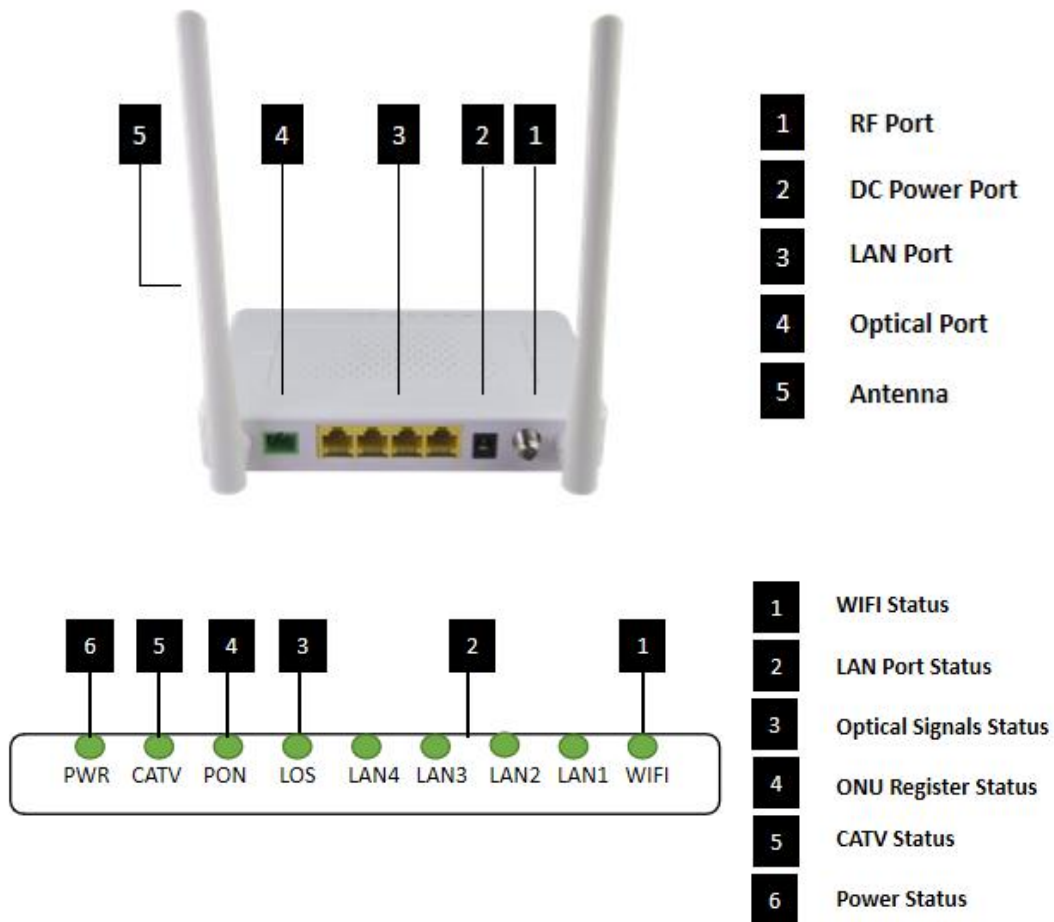 5 4 3 2 1
1 RF Port
2 DC Power Port
3 LAN Port
4 Optical Port
5 Antenna
6 5 4 3 2 1
PWR CATV PON LOS LAN4 LAN3 LAN2 LAN1 WIFI
1 WIFI Status
2 LAN Port Status
3 Optical Signals Status
4 ONU Register Status
5 CATV Status
6 Power Status